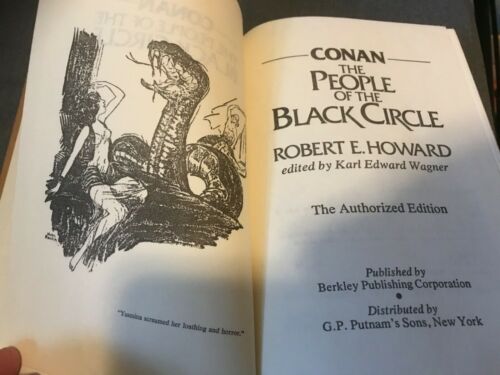 "Yasmina screamed her loathing and horror."
CONAN
THE
PEOPLE
OF THE
BLACK CIRCLE
ROBERT E. HOWARD
edited by Karl Edward Wagner
The Authorized Edition
Published by
Berkley Publishing Corporation
●
Distributed by
G.P. Putnam's Sons, New York